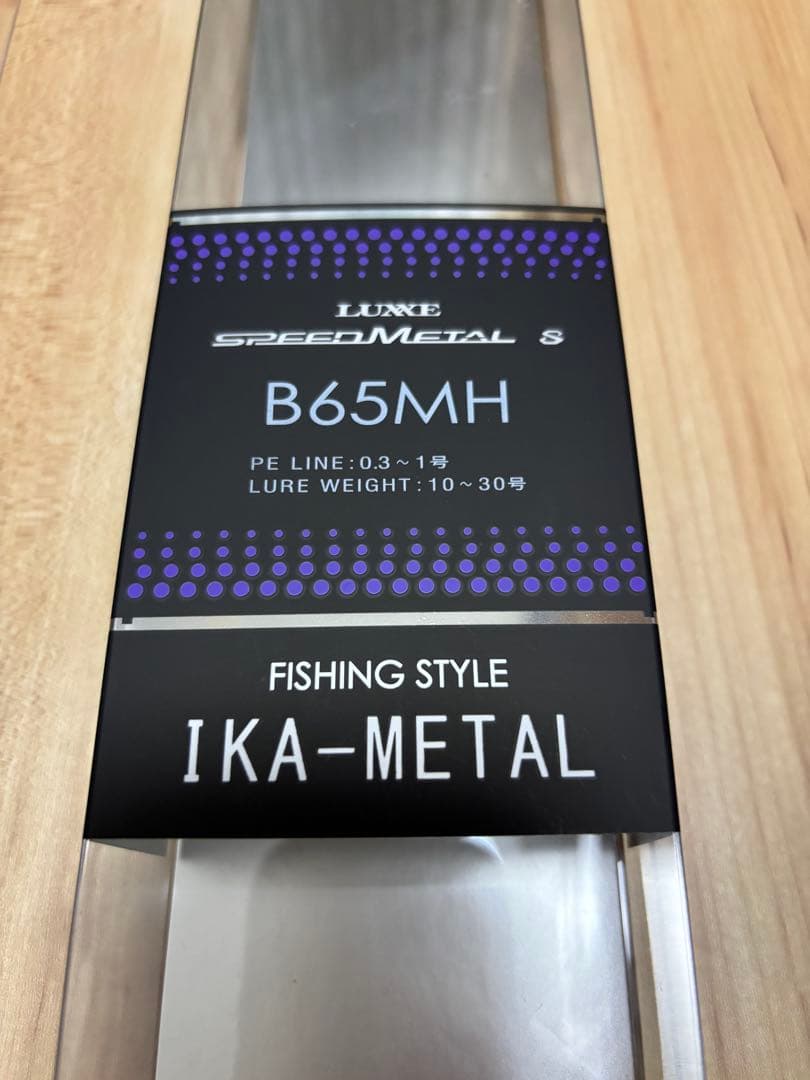 LUXXE
SPEEDMETAL S
B65MH
PE LINE:0.3～1号
LURE WEIGHT:10～30号
FISHING STYLE
IKA-METAL